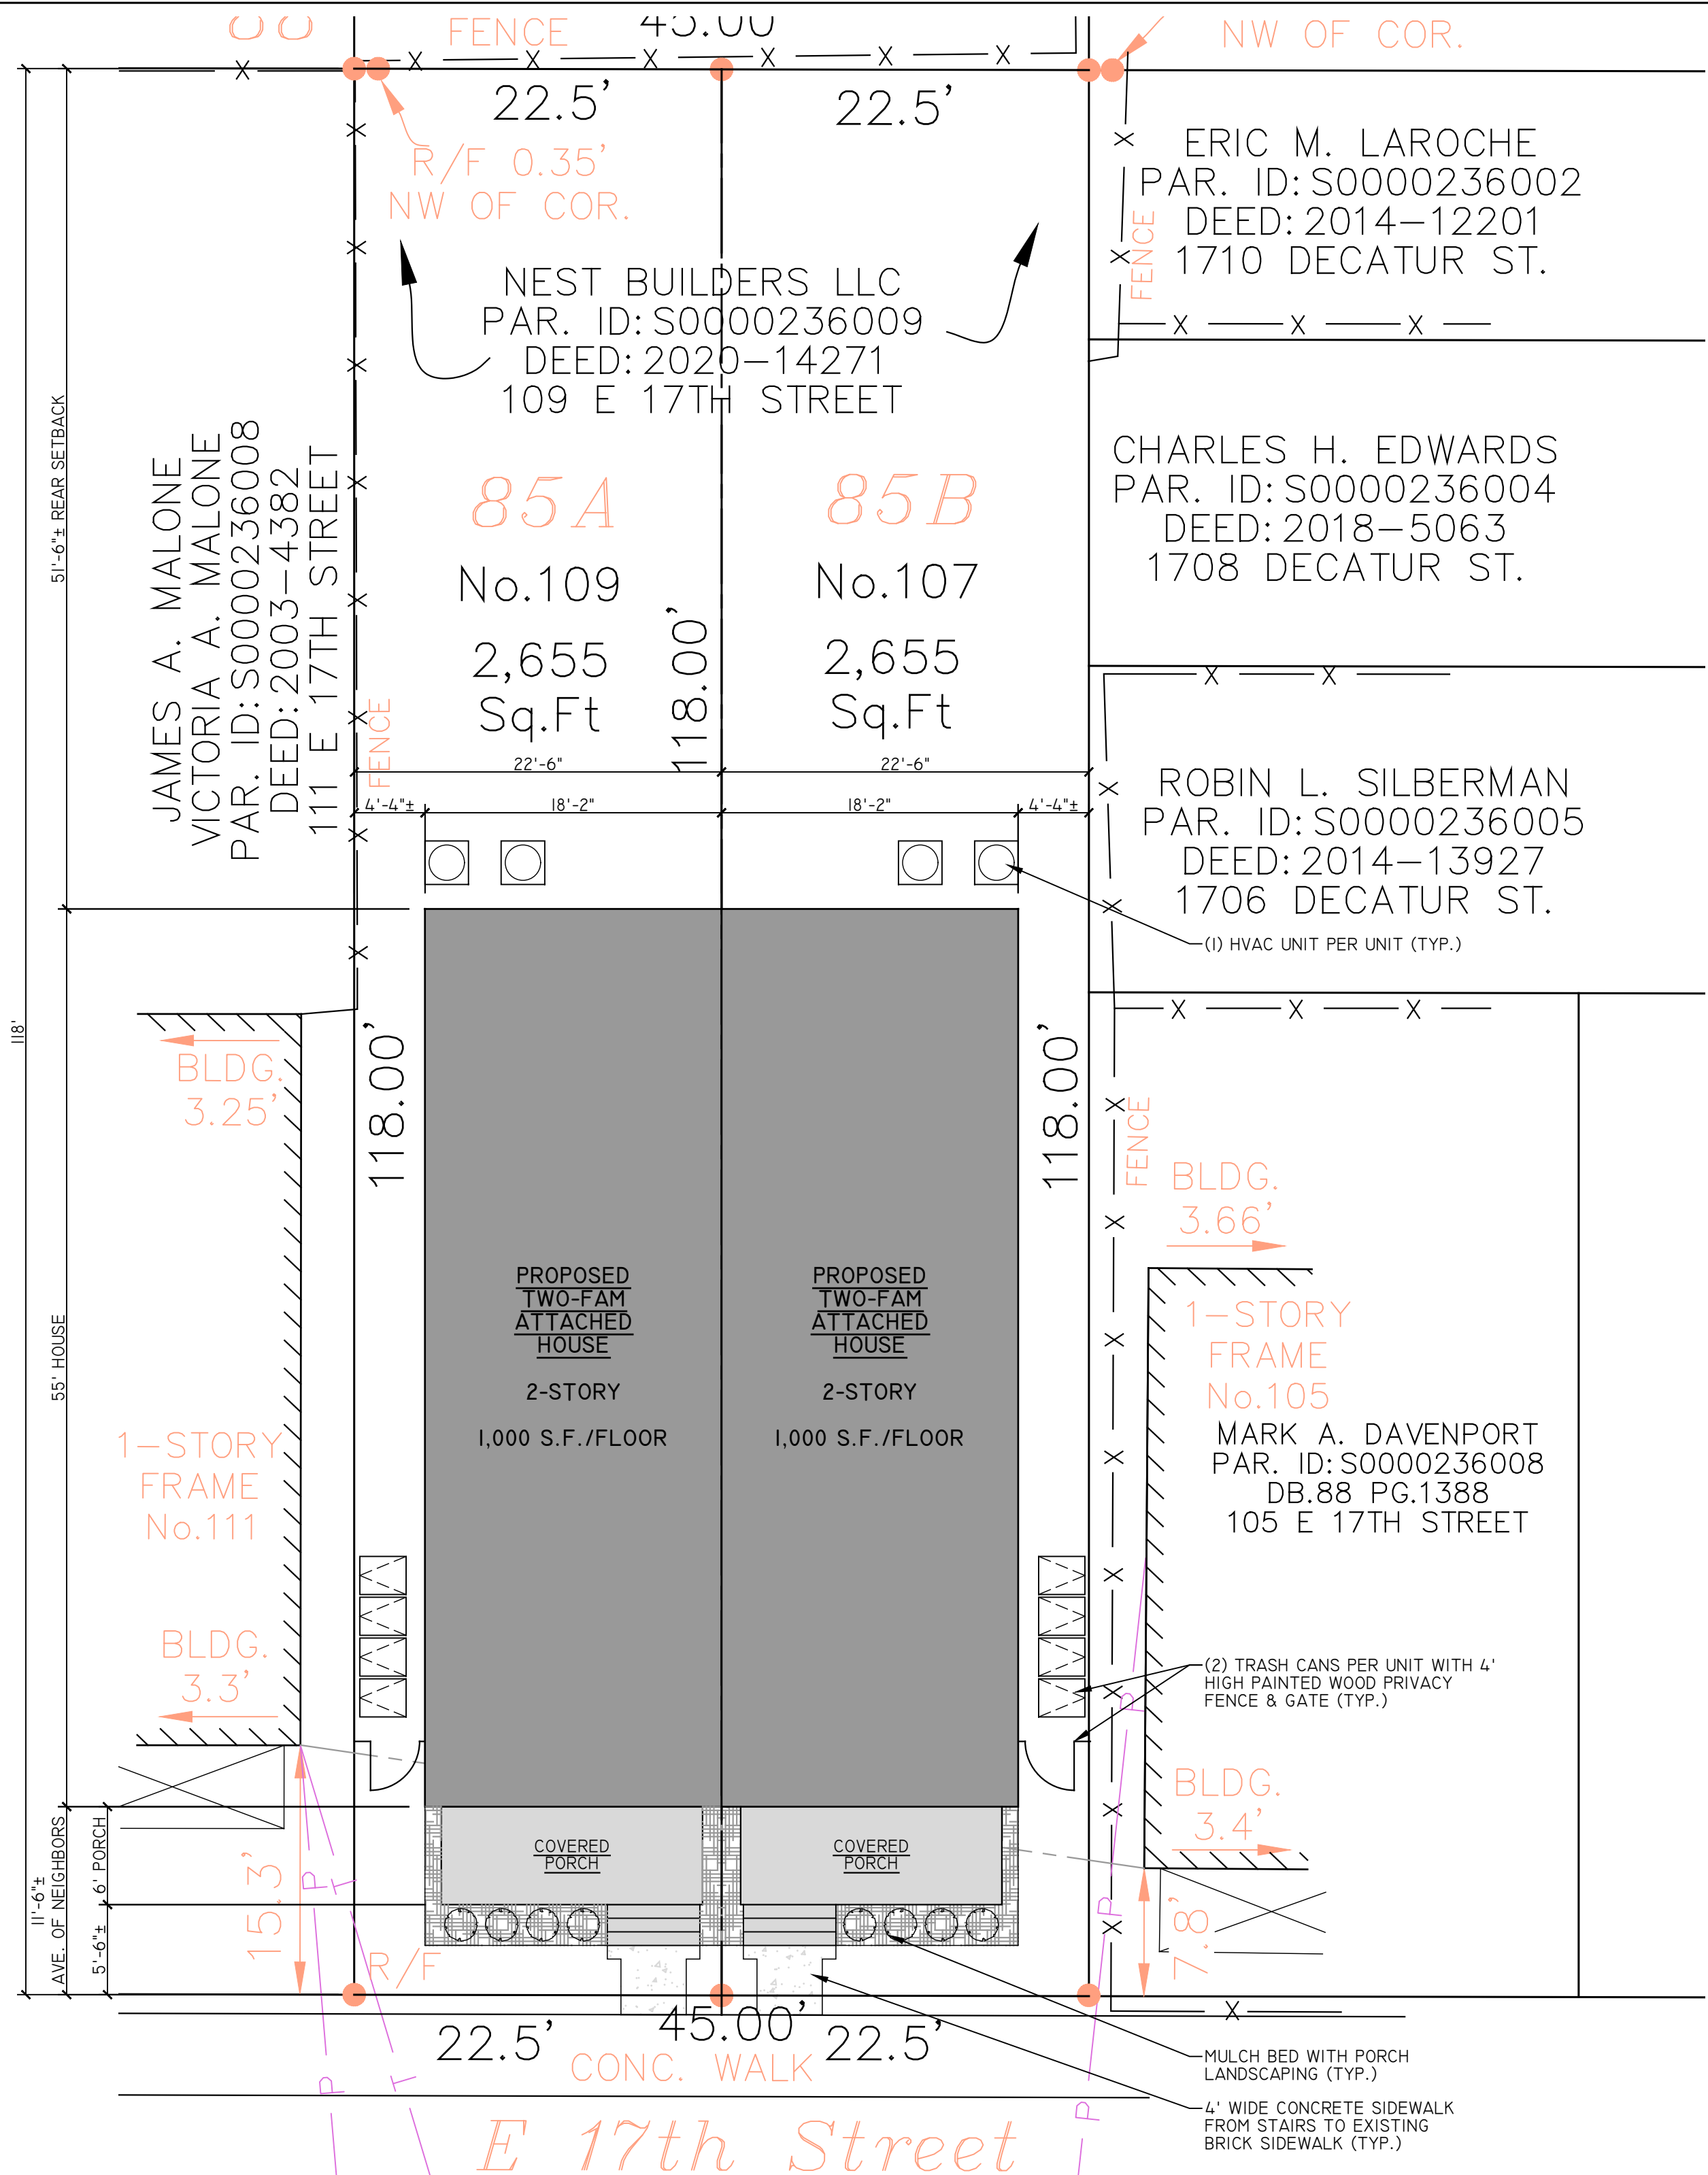 FENCE
45.00
NW OF COR.
22.5'
22.5'
R/F 0.35'
NW OF COR.
ERIC M. LAROCHE
PAR. ID: S0000236002
DEED: 2014-12201
1710 DECATUR ST.
FENCE
NEST BUILDERS LLC
PAR. ID: S0000236009
DEED: 2020-14271
109 E 17TH STREET
51'-6"± REAR SETBACK
JAMES A. MALONE
VICTORIA A. MALONE
PAR. ID: S0000236008
DEED: 2003-4382
111 E 17TH STREET
85A
No.109
2,655
Sq.Ft
118.00'
85B
No.107
2,655
Sq.Ft
CHARLES H. EDWARDS
PAR. ID: S0000236004
DEED: 2018-5063
1708 DECATUR ST.
FENCE
22'-6"
22'-6"
4'-4"±
18'-2"
18'-2"
4'-4"±
ROBIN L. SILBERMAN
PAR. ID: S0000236005
DEED: 2014-13927
1706 DECATUR ST.
(1) HVAC UNIT PER UNIT (TYP.)
118'
BLDG.
3.25'
118.00'
118.00'
FENCE
BLDG.
3.66'
55' HOUSE
PROPOSED
TWO-FAM
ATTACHED
HOUSE
2-STORY
1,000 S.F./FLOOR
PROPOSED
TWO-FAM
ATTACHED
HOUSE
2-STORY
1,000 S.F./FLOOR
1-STORY
FRAME
No.105
MARK A. DAVENPORT
PAR. ID: S0000236008
DB.88 PG.1388
105 E 17TH STREET
1-STORY
FRAME
No.111
BLDG.
3.3'
(2) TRASH CANS PER UNIT WITH 4'
HIGH PAINTED WOOD PRIVACY
FENCE & GATE (TYP.)
P
BLDG.
3.4'
11'-6"±
AVE. OF NEIGHBORS
6' PORCH
5'-6"±
COVERED
PORCH
COVERED
PORCH
15.3'
P
T
P
7.8'
R/F
22.5'
45.00'
22.5'
CONC. WALK
P
T
P
MULCH BED WITH PORCH
LANDSCAPING (TYP.)
4' WIDE CONCRETE SIDEWALK
FROM STAIRS TO EXISTING
BRICK SIDEWALK (TYP.)
E 17th Street